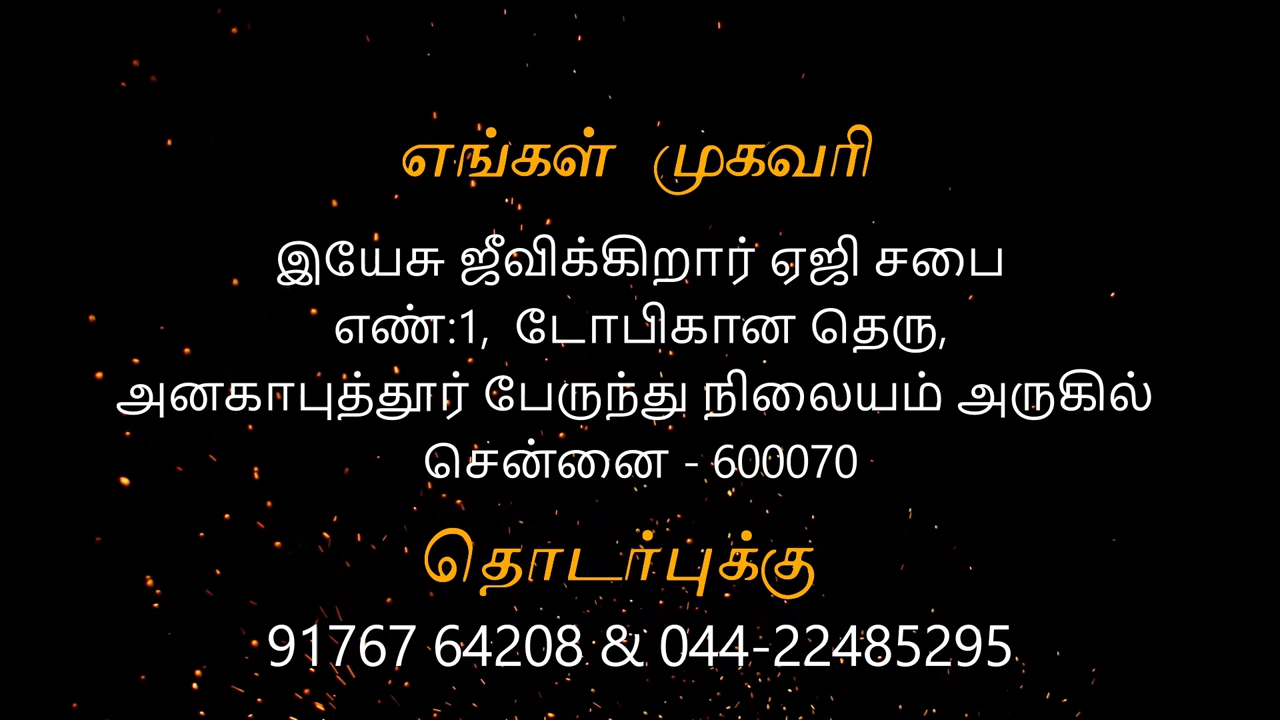 எங்கள் முகவரி
இயேசு ஜீவிக்கிறார் ஏஜி சபை
எண்:1, டோபிகான தெரு,
அனகாபுத்தூர் பேருந்து நிலையம் அருகில்
சென்னை - 600070
தொடர்புக்கு
91767 64208 & 044-22485295